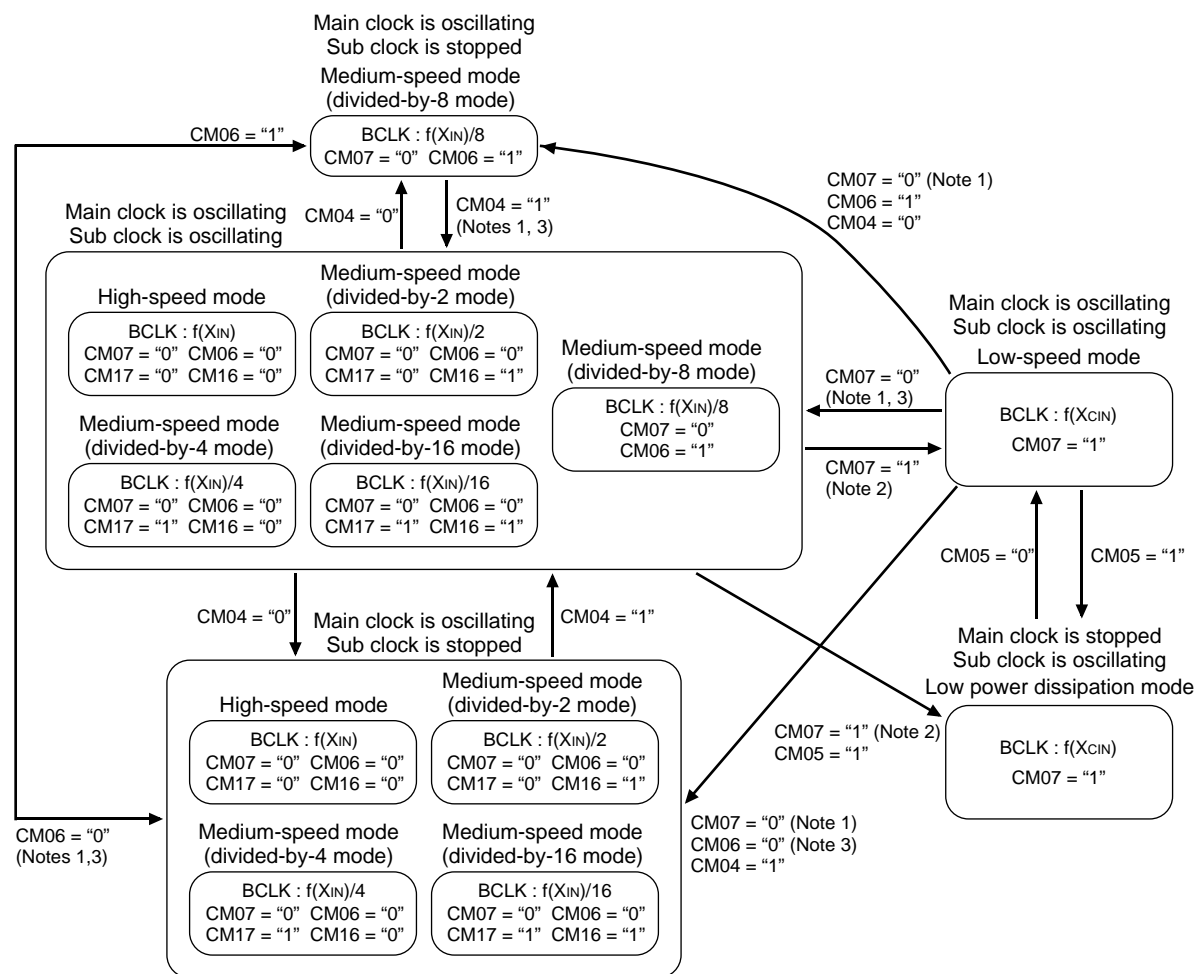 Main clock is oscillating
Sub clock is stopped
Medium-speed mode
(divided-by-8 mode)
CM06 = “1”
BCLK : f(XIN)/8
CM07 = “0” CM06 = “1”
CM07 = “0” (Note 1)
CM06 = “1”
CM04 = “0”
Main clock is oscillating
Sub clock is oscillating
CM04 = “0”
CM04 = “1”
(Notes 1, 3)
High-speed mode
BCLK : f(XIN)
CM07 = “0” CM06 = “0”
CM17 = “0” CM16 = “0”
Medium-speed mode
(divided-by-2 mode)
BCLK : f(XIN)/2
CM07 = “0” CM06 = “0”
CM17 = “0” CM16 = “1”
Medium-speed mode
(divided-by-8 mode)
BCLK : f(XIN)/8
CM07 = “0”
CM06 = “1”
Medium-speed mode
(divided-by-4 mode)
BCLK : f(XIN)/4
CM07 = “0” CM06 = “0”
CM17 = “1” CM16 = “0”
Medium-speed mode
(divided-by-16 mode)
BCLK : f(XIN)/16
CM07 = “0” CM06 = “0”
CM17 = “1” CM16 = “1”
Main clock is oscillating
Sub clock is oscillating
Low-speed mode
BCLK : f(XCIN)
CM07 = “1”
CM07 = “0”
(Note 1, 3)
CM07 = “1”
(Note 2)
CM05 = “0”
CM05 = “1”
CM04 = “0”
CM04 = “1”
Main clock is oscillating
Sub clock is stopped
Main clock is stopped
Sub clock is oscillating
Low power dissipation mode
BCLK : f(XCIN)
CM07 = “1”
CM07 = “1” (Note 2)
CM05 = “1”
High-speed mode
BCLK : f(XIN)
CM07 = “0” CM06 = “0”
CM17 = “0” CM16 = “0”
Medium-speed mode
(divided-by-2 mode)
BCLK : f(XIN)/2
CM07 = “0” CM06 = “0”
CM17 = “0” CM16 = “1”
CM06 = “0”
(Notes 1,3)
CM07 = “0” (Note 1)
CM06 = “0” (Note 3)
CM04 = “1”
Medium-speed mode
(divided-by-4 mode)
BCLK : f(XIN)/4
CM07 = “0” CM06 = “0”
CM17 = “1” CM16 = “0”
Medium-speed mode
(divided-by-16 mode)
BCLK : f(XIN)/16
CM07 = “0” CM06 = “0”
CM17 = “1” CM16 = “1”